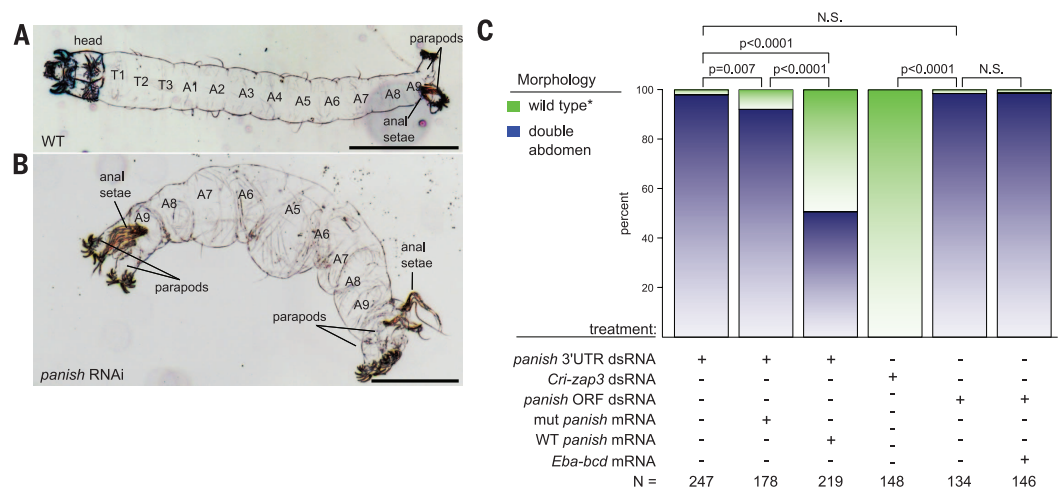 A
head
parapods
T1 T2 T3 A1 A2 A3 A4 A5 A6 A7 A8 A9
anal
setae
WT
B
anal
setae
A9 A8 A7 A6 A5 A6 A7 A8 A9
anal
setae
parapods
parapods
panish RNAi
C
N.S.
p<0.0001
p=0.007 p<0.0001 p<0.0001 N.S.
Morphology
wild type*
double
abdomen
percent
100
80
60
40
20
treatment:
panish 3'UTR dsRNA + + + - - -
Cri-zap3 dsRNA - - - + - -
panish ORF dsRNA - - - - + +
mut panish mRNA - + - - - -
WT panish mRNA - - + - - -
Eba-bcd mRNA - - - - - +
N = 247 178 219 148 134 146